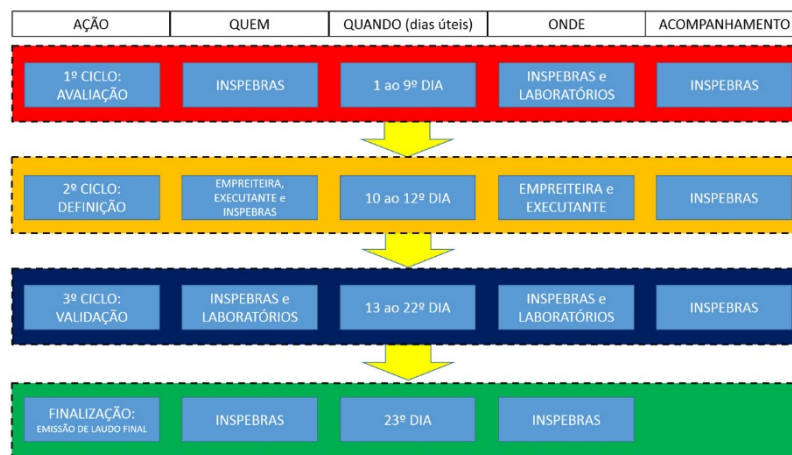 AÇÃO
QUEM
QUANDO (dias úteis)
ONDE
ACOMPANHAMENTO
1º CICLO:
AVALIAÇÃO
INSPEBRAS
1 ao 9º DIA
INSPEBRAS e
LABORATÓRIOS
INSPEBRAS
2º CICLO:
DEFINIÇÃO
EMPREITEIRA,
EXECUTANTE e
INSPEBRAS
10 ao 12º DIA
EMPREITEIRA e
EXECUTANTE
INSPEBRAS
3º CICLO:
VALIDAÇÃO
INSPEBRAS e
LABORATÓRIOS
13 ao 22º DIA
INSPEBRAS e
LABORATÓRIOS
INSPEBRAS
FINALIZAÇÃO:
EMISSÃO DE LAUDO FINAL
INSPEBRAS
23º DIA
INSPEBRAS